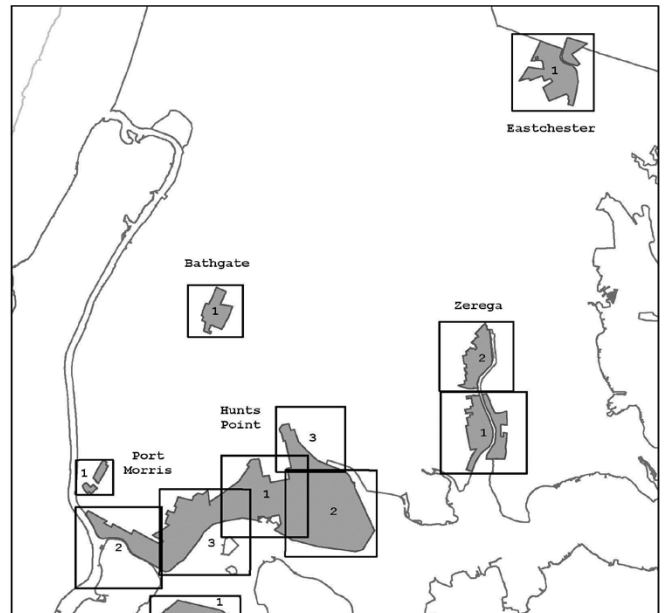 1
Eastchester
Bathgate
1
Zerega
2
1
Hunts
Point
3
1
2
Port
Morris
1
2
3
1